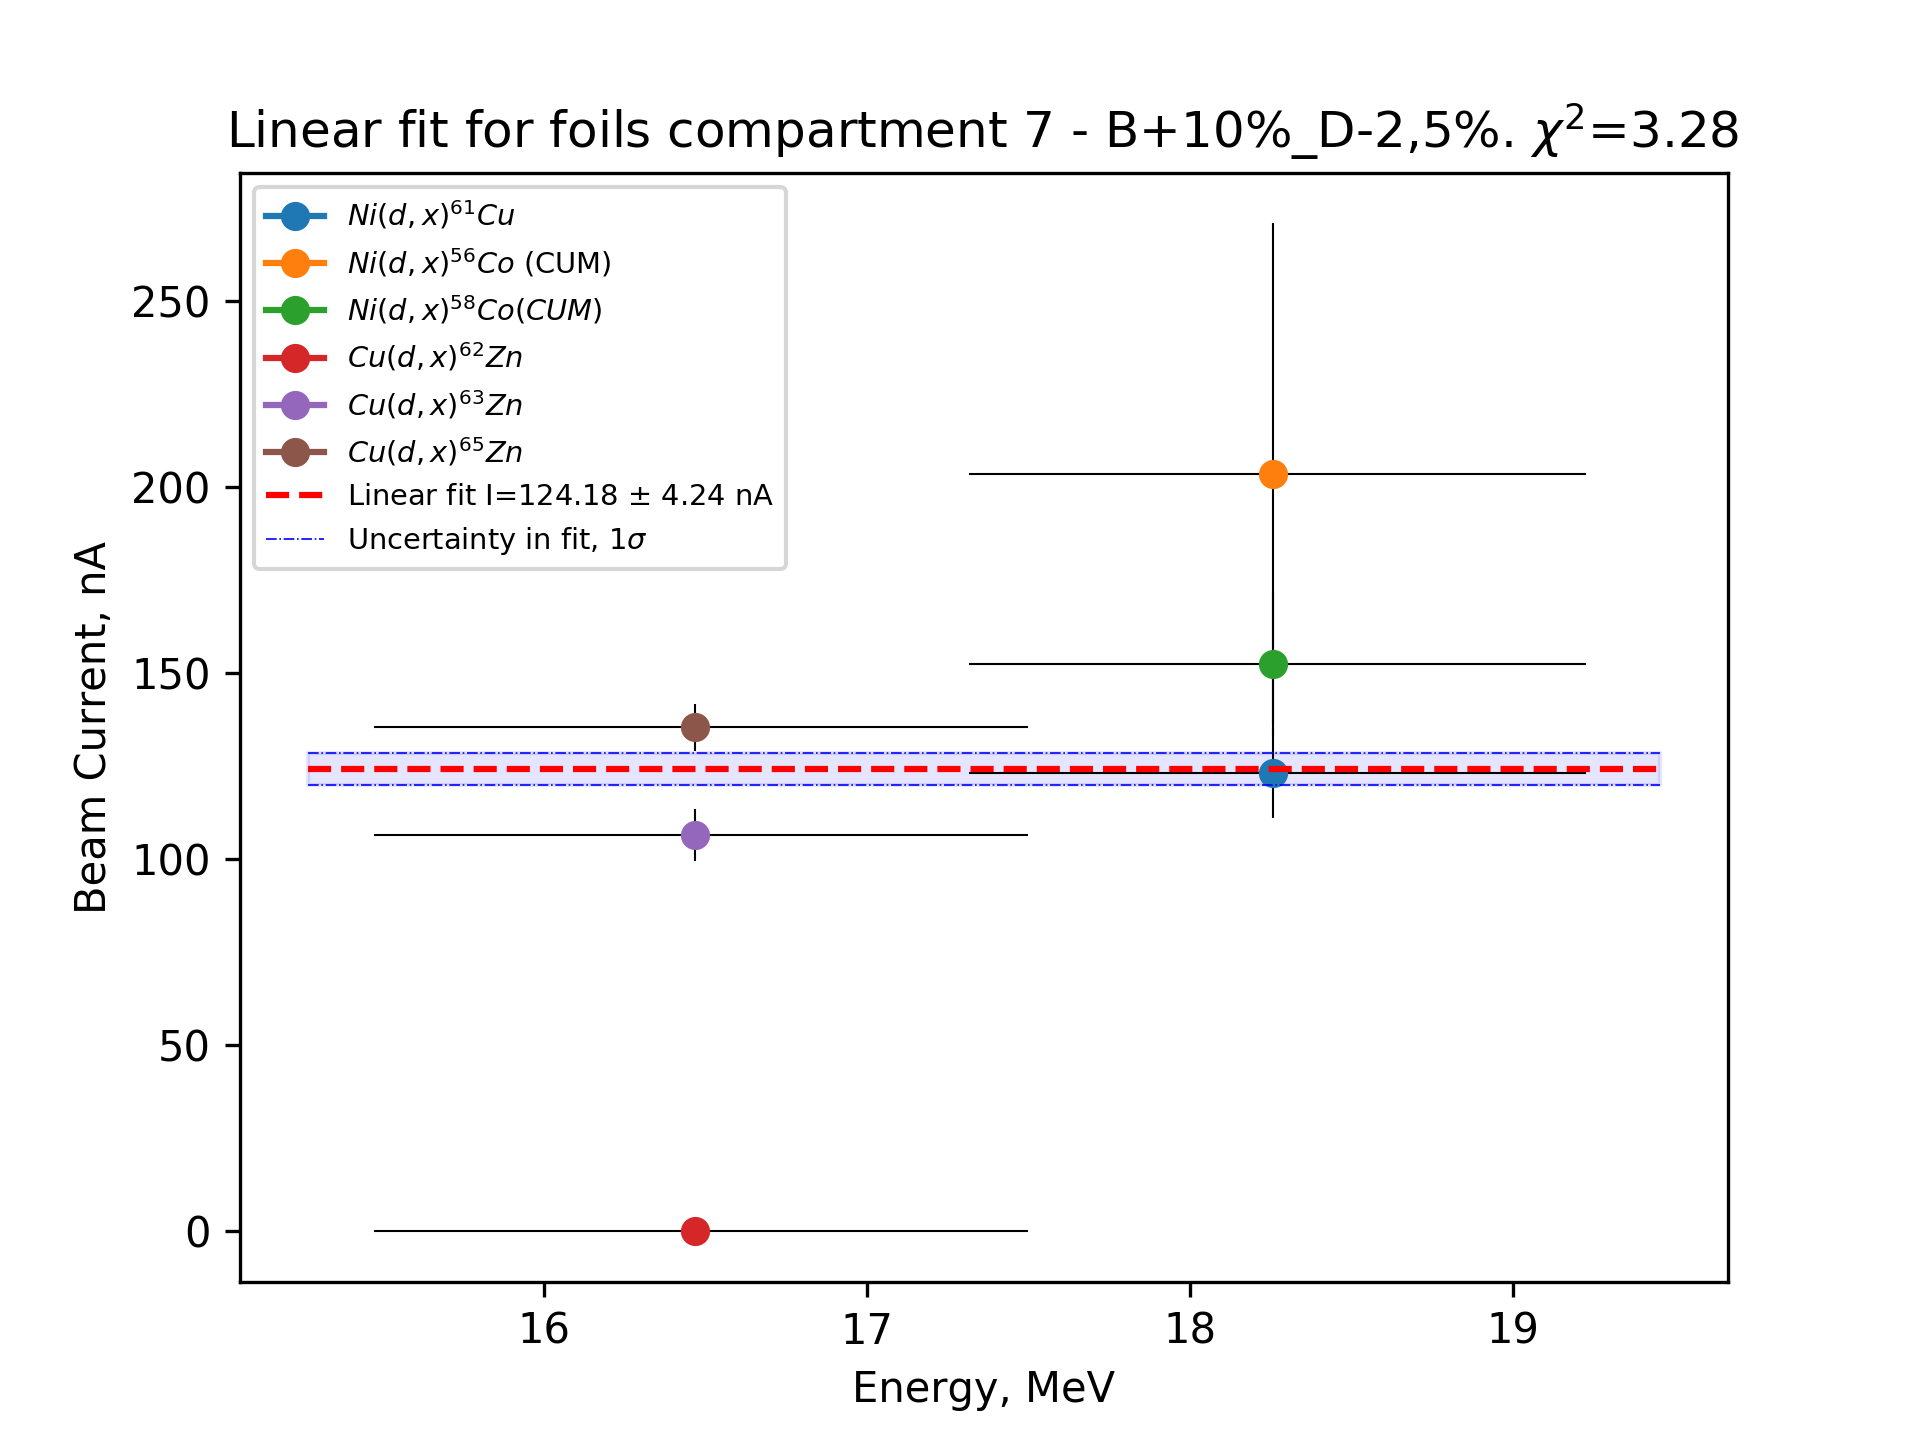 Linear fit for foils compartment 7 - B+10%_D-2,5%. χ²=3.28
Ni(d, x)⁶¹Cu
Ni(d, x)⁵⁶Co (CUM)
Ni(d, x)⁵⁸Co(CUM)
Cu(d, x)⁶²Zn
Cu(d, x)⁶³Zn
Cu(d, x)⁶⁵Zn
Linear fit I=124.18 ± 4.24 nA
Uncertainty in fit, 1σ
Beam Current, nA
250
200
150
100
50
0
16 17 18 19
Energy, MeV